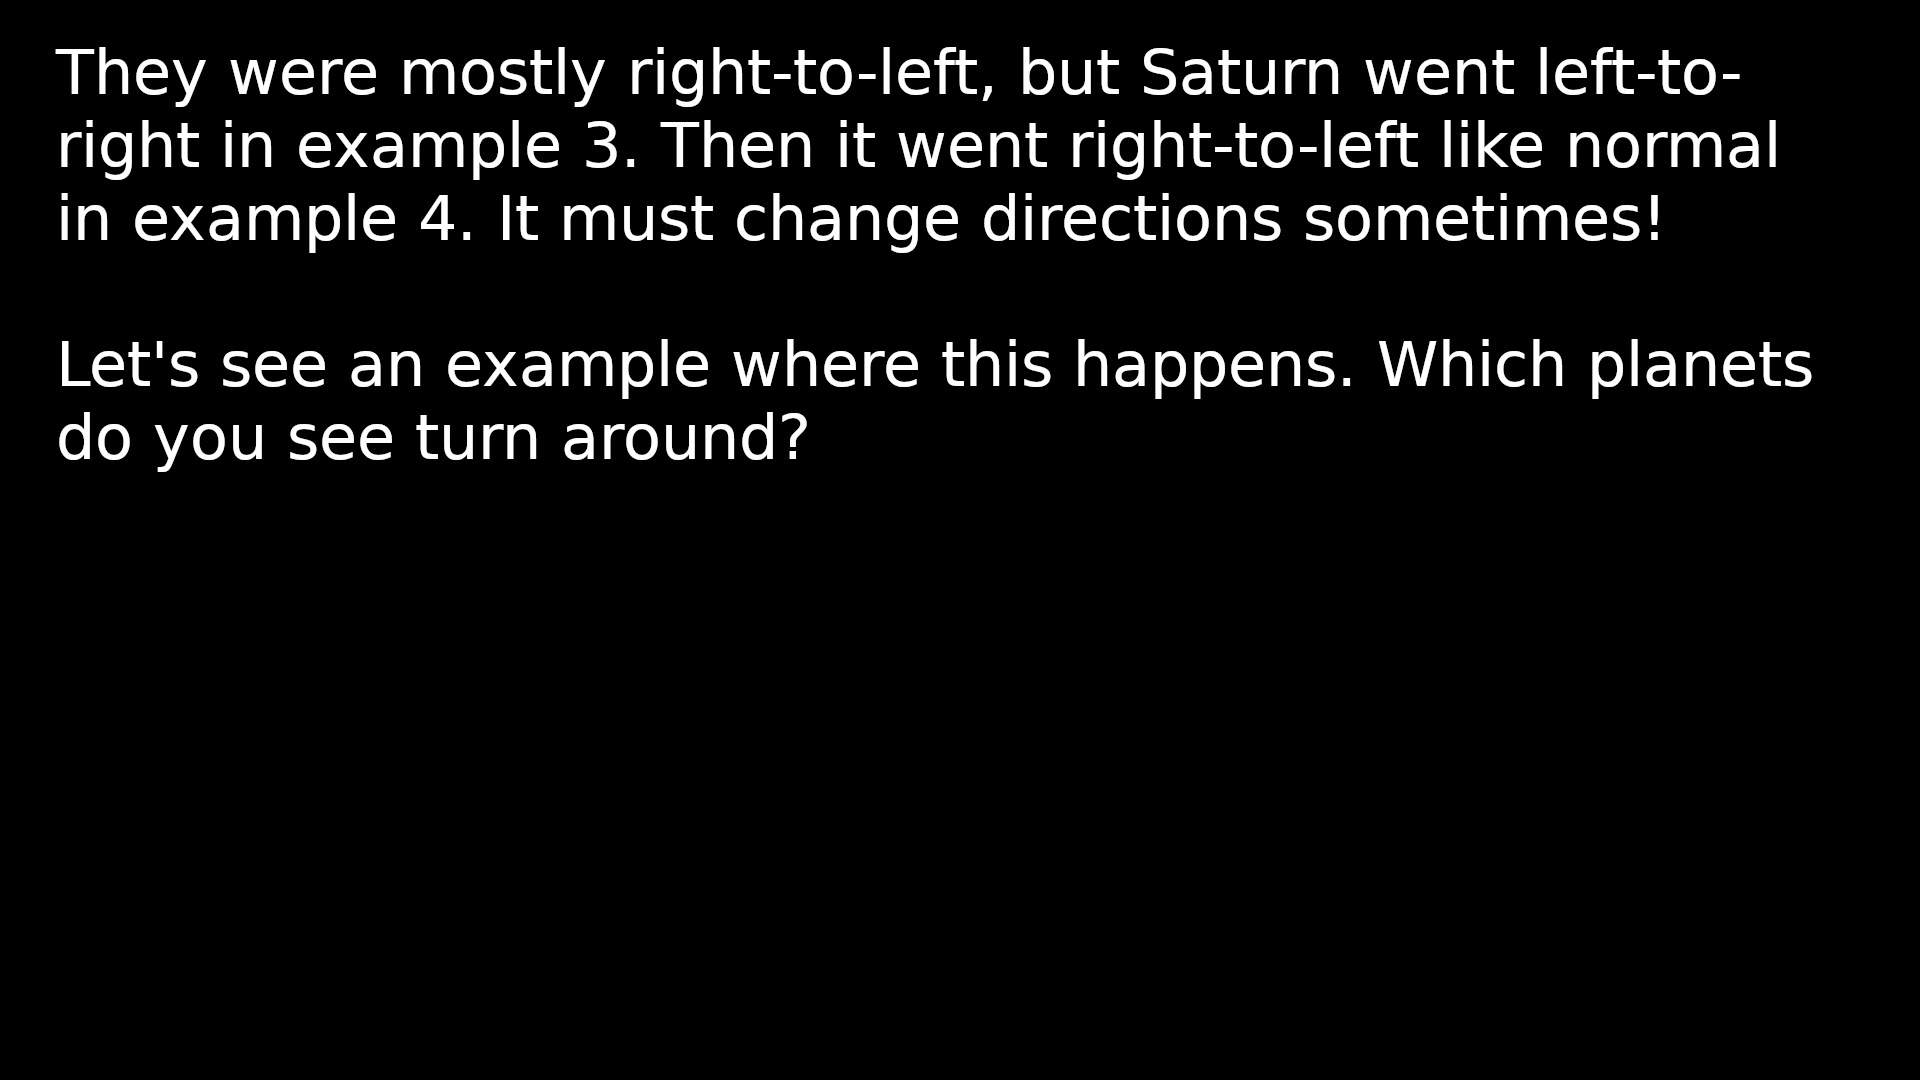 They were mostly right-to-left, but Saturn went left-to-
right in example 3. Then it went right-to-left like normal
in example 4. It must change directions sometimes!
Let's see an example where this happens. Which planets
do you see turn around?